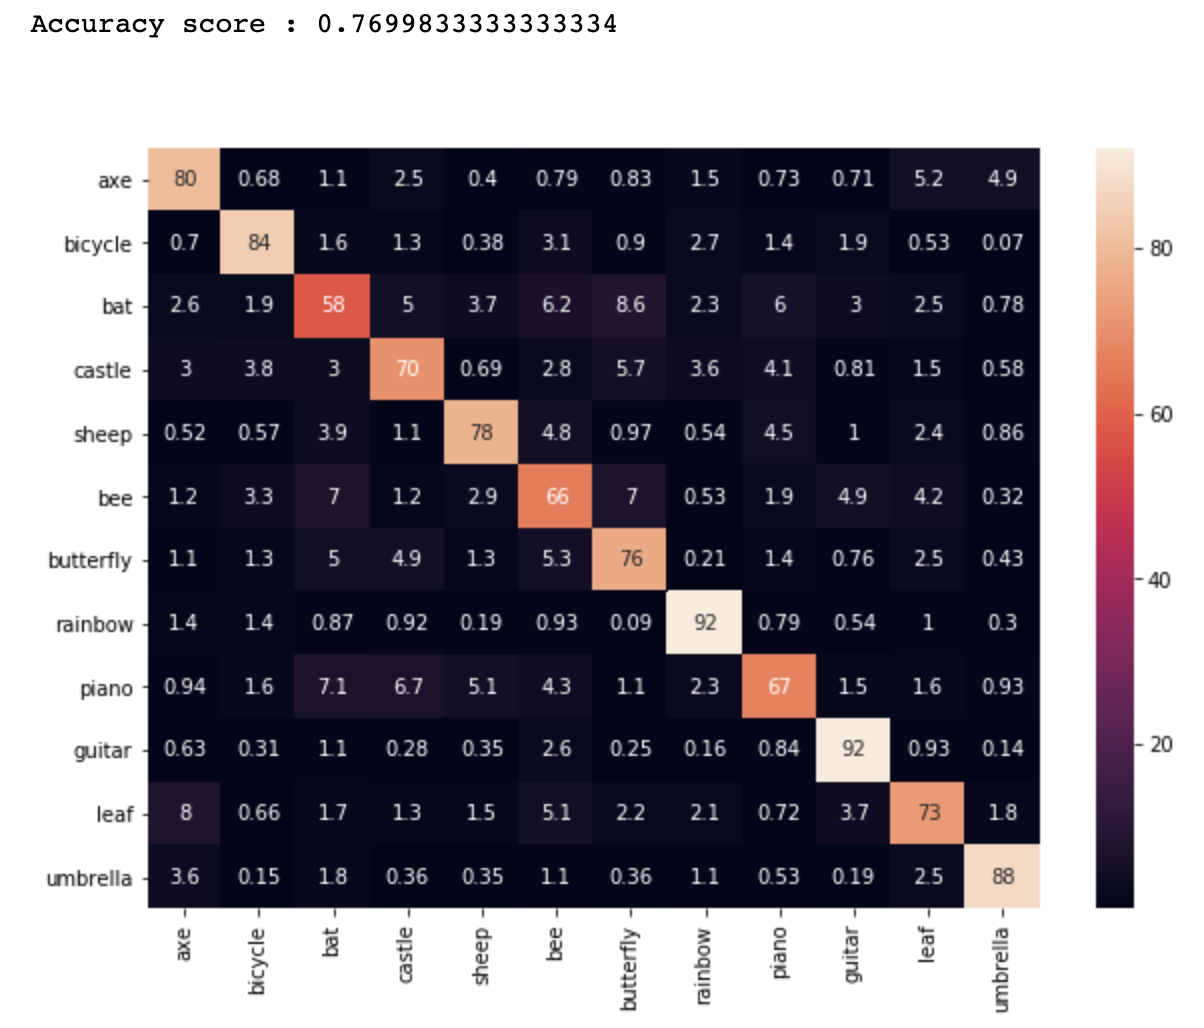 Accuracy score : 0.7699833333333334
axe 80 0.68 1.1 2.5 0.4 0.79 0.83 1.5 0.73 0.71 5.2 4.9
bicycle 0.7 84 1.6 1.3 0.38 3.1 0.9 2.7 1.4 1.9 0.53 0.07
80
bat 2.6 1.9 58 5 3.7 6.2 8.6 2.3 6 3 2.5 0.78
castle 3 3.8 3 70 0.69 2.8 5.7 3.6 4.1 0.81 1.5 0.58
60
sheep 0.52 0.57 3.9 1.1 78 4.8 0.97 0.54 4.5 1 2.4 0.86
bee 1.2 3.3 7 1.2 2.9 66 7 0.53 1.9 4.9 4.2 0.32
butterfly 1.1 1.3 5 4.9 1.3 5.3 76 0.21 1.4 0.76 2.5 0.43
40
rainbow 1.4 1.4 0.87 0.92 0.19 0.93 0.09 92 0.79 0.54 1 0.3
piano 0.94 1.6 7.1 6.7 5.1 4.3 1.1 2.3 67 1.5 1.6 0.93
guitar 0.63 0.31 1.1 0.28 0.35 2.6 0.25 0.16 0.84 92 0.93 0.14
20
leaf 8 0.66 1.7 1.3 1.5 5.1 2.2 2.1 0.72 3.7 73 1.8
umbrella 3.6 0.15 1.8 0.36 0.35 1.1 0.36 1.1 0.53 0.19 2.5 88
axe bicycle bat castle sheep bee butterfly rainbow piano guitar leaf umbrella